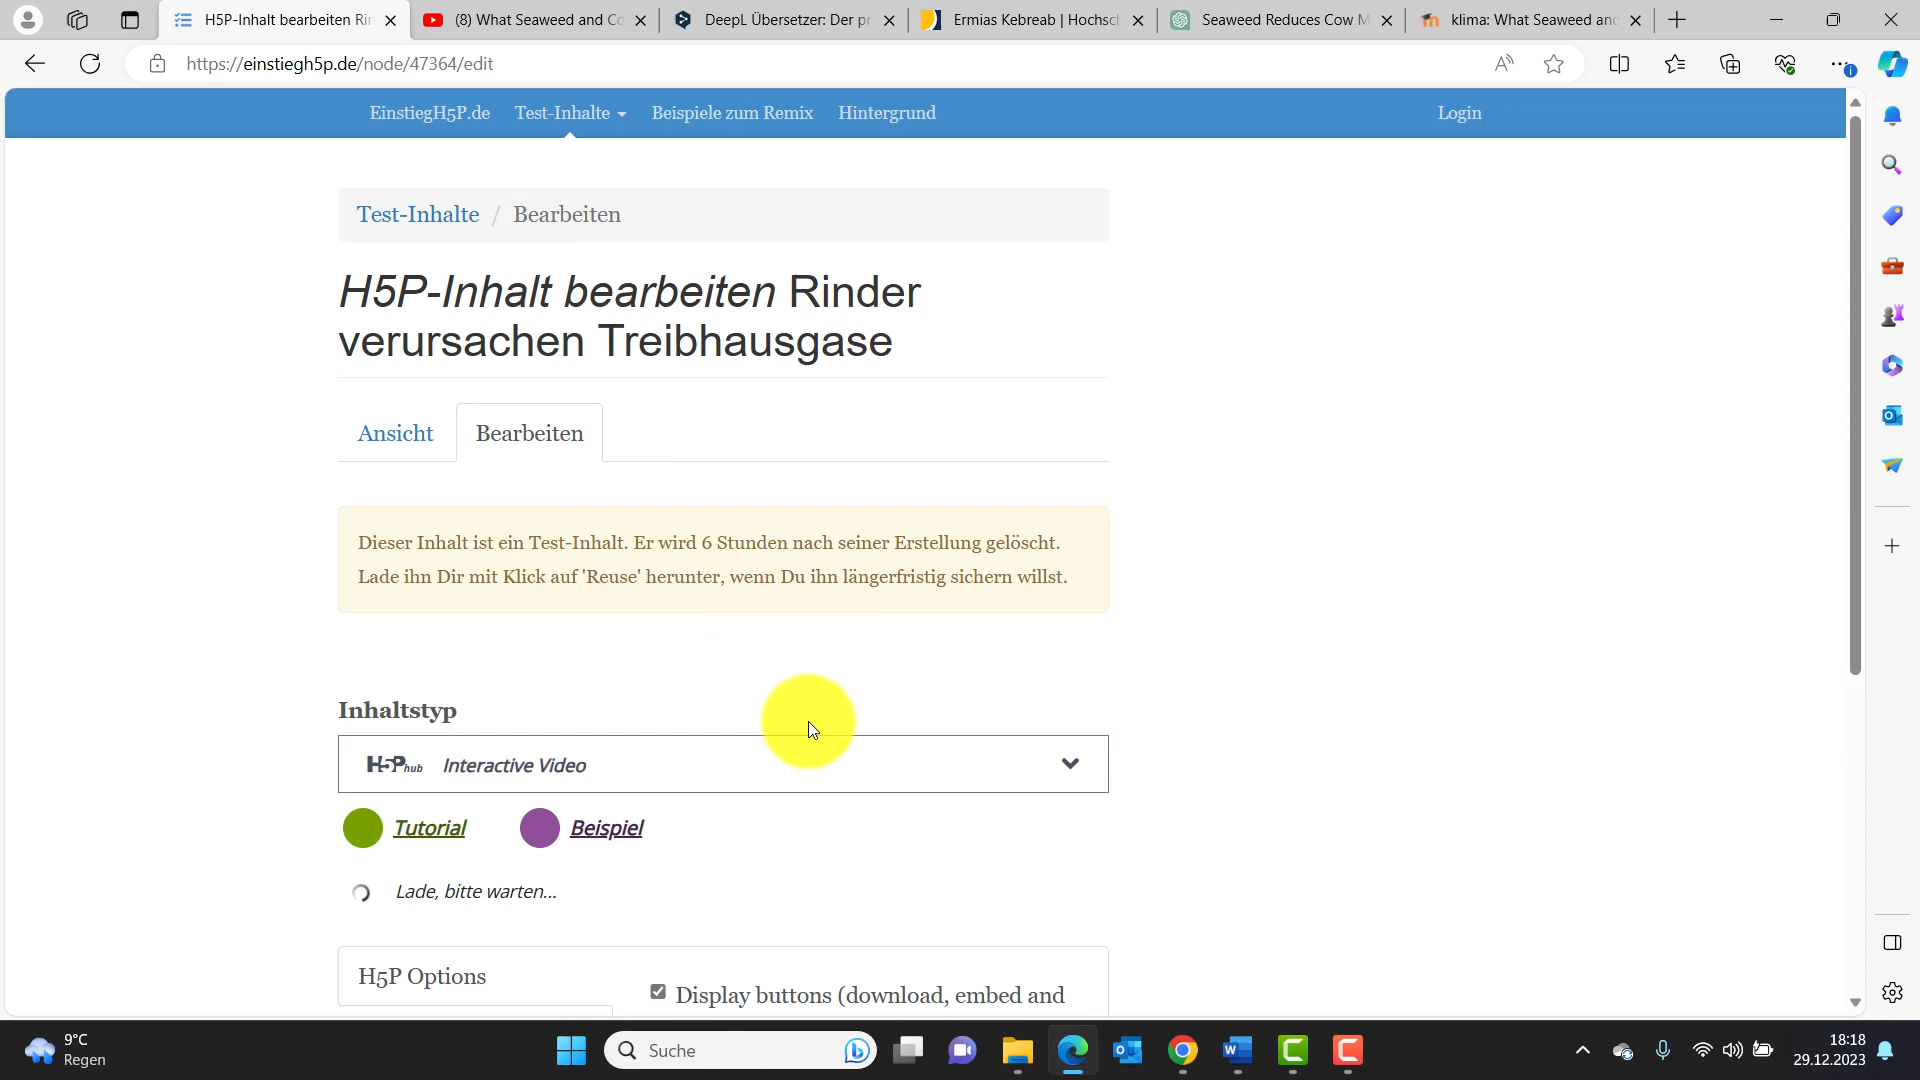 H5P-Inhalt bearbeiten Rin
(8) What Seaweed and Co
DeepL Übersetzer: Der pr
Ermias Kebreab | Hochsch
Seaweed Reduces Cow M
klima: What Seaweed and
https://einstiegh5p.de/node/47364/edit
EinstiegH5P.de Test-Inhalte Beispiele zum Remix Hintergrund Login
Test-Inhalte / Bearbeiten
H5P-Inhalt bearbeiten Rinder
verursachen Treibhausgase
Ansicht Bearbeiten
Dieser Inhalt ist ein Test-Inhalt. Er wird 6 Stunden nach seiner Erstellung gelöscht.
Lade ihn Dir mit Klick auf 'Reuse' herunter, wenn Du ihn längerfristig sichern willst.
Inhaltstyp
H5P hub Interactive Video
Tutorial Beispiel
Lade, bitte warten...
H5P Options
Display buttons (download, embed and
9°C
Regen
Suche
18:18
29.12.2023